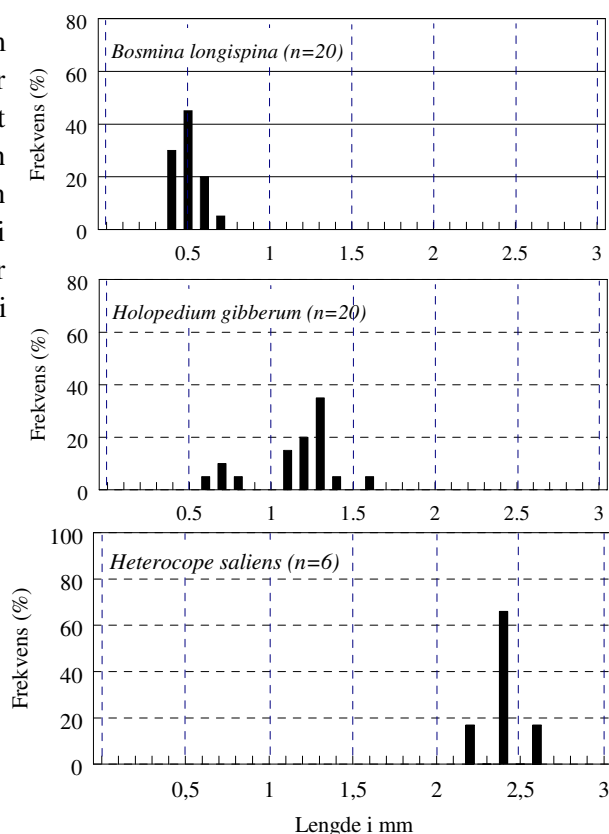 n
r
t
n
n
i
r
i
80
60
40
20
0
Frekvens (%)
Bosmina longispina (n=20)
0.5 1 1.5 2 2.5 3
80
60
40
20
0
Frekvens (%)
Holopedium gibberum (n=20)
0.5 1 1.5 2 2.5 3
100
80
60
40
20
0
Frekvens (%)
Heterocope saliens (n=6)
0,5 1 1,5 2 2,5 3
Lengde i mm